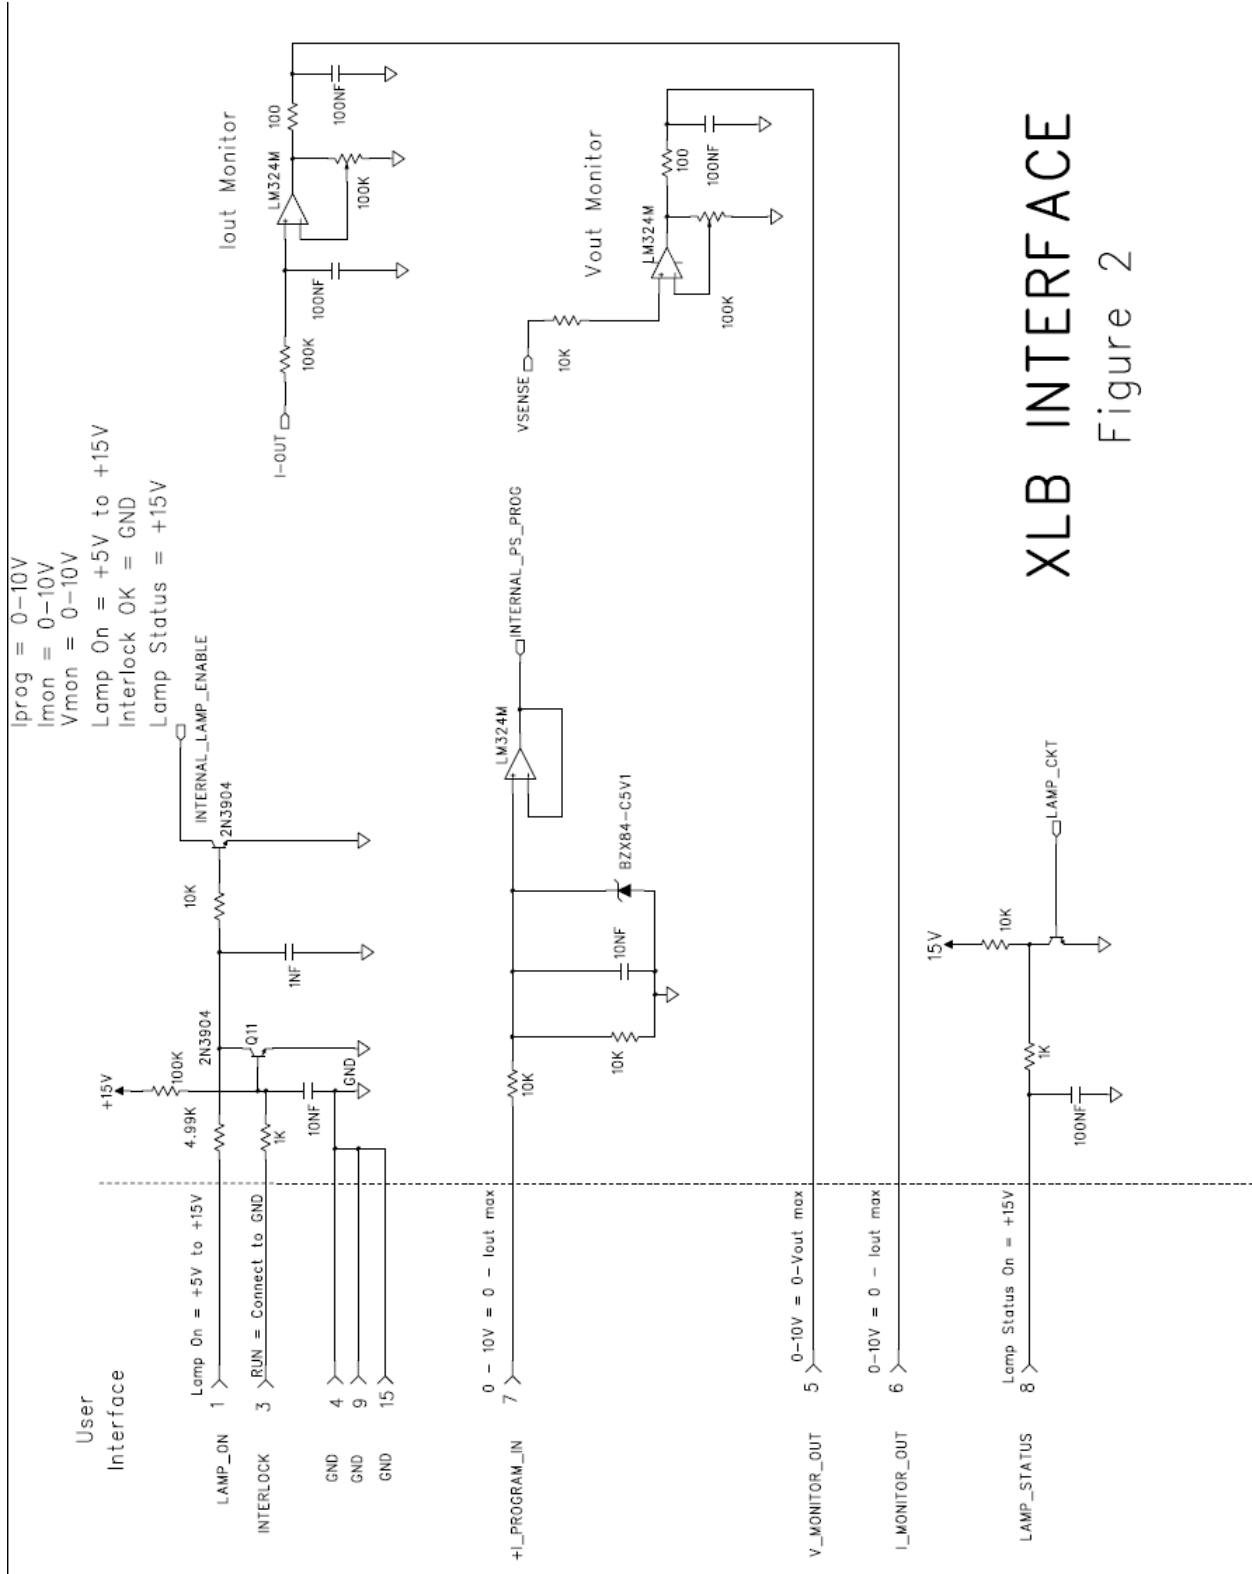 Iprog = 0-10V
Imon = 0-10V
Vmon = 0-10V
Lamp On = +5V to +15V
Interlock OK = GND
Lamp Status = +15V
User
Interface
LAMP_ON
1
Lamp On = +5V to +15V
4.99K
+15V
100K
2N3904
Q11
1NF
10K
2N3904
INTERNAL_LAMP_ENABLE
INTERLOCK
3
RUN = Connect to GND
1K
10NF
GND
GND
4
GND
9
GND
15
I-OUT
100K
100NF
LM324M
100K
100
100NF
Iout Monitor
+I_PROGRAM_IN
7
0 - 10V = 0 - Iout max
10K
10K
10NF
BZX84-C5V1
LM324M
INTERNAL_PS_PROG
VSENSE
10K
LM324M
100K
100
100NF
Vout Monitor
V_MONITOR_OUT
5
0-10V = 0-Vout max
I_MONITOR_OUT
6
0-10V = 0 - Iout max
LAMP_STATUS
8
Lamp Status On = +15V
100NF
1K
15V
10K
LAMP_CKT
XLB INTERFACE
Figure 2